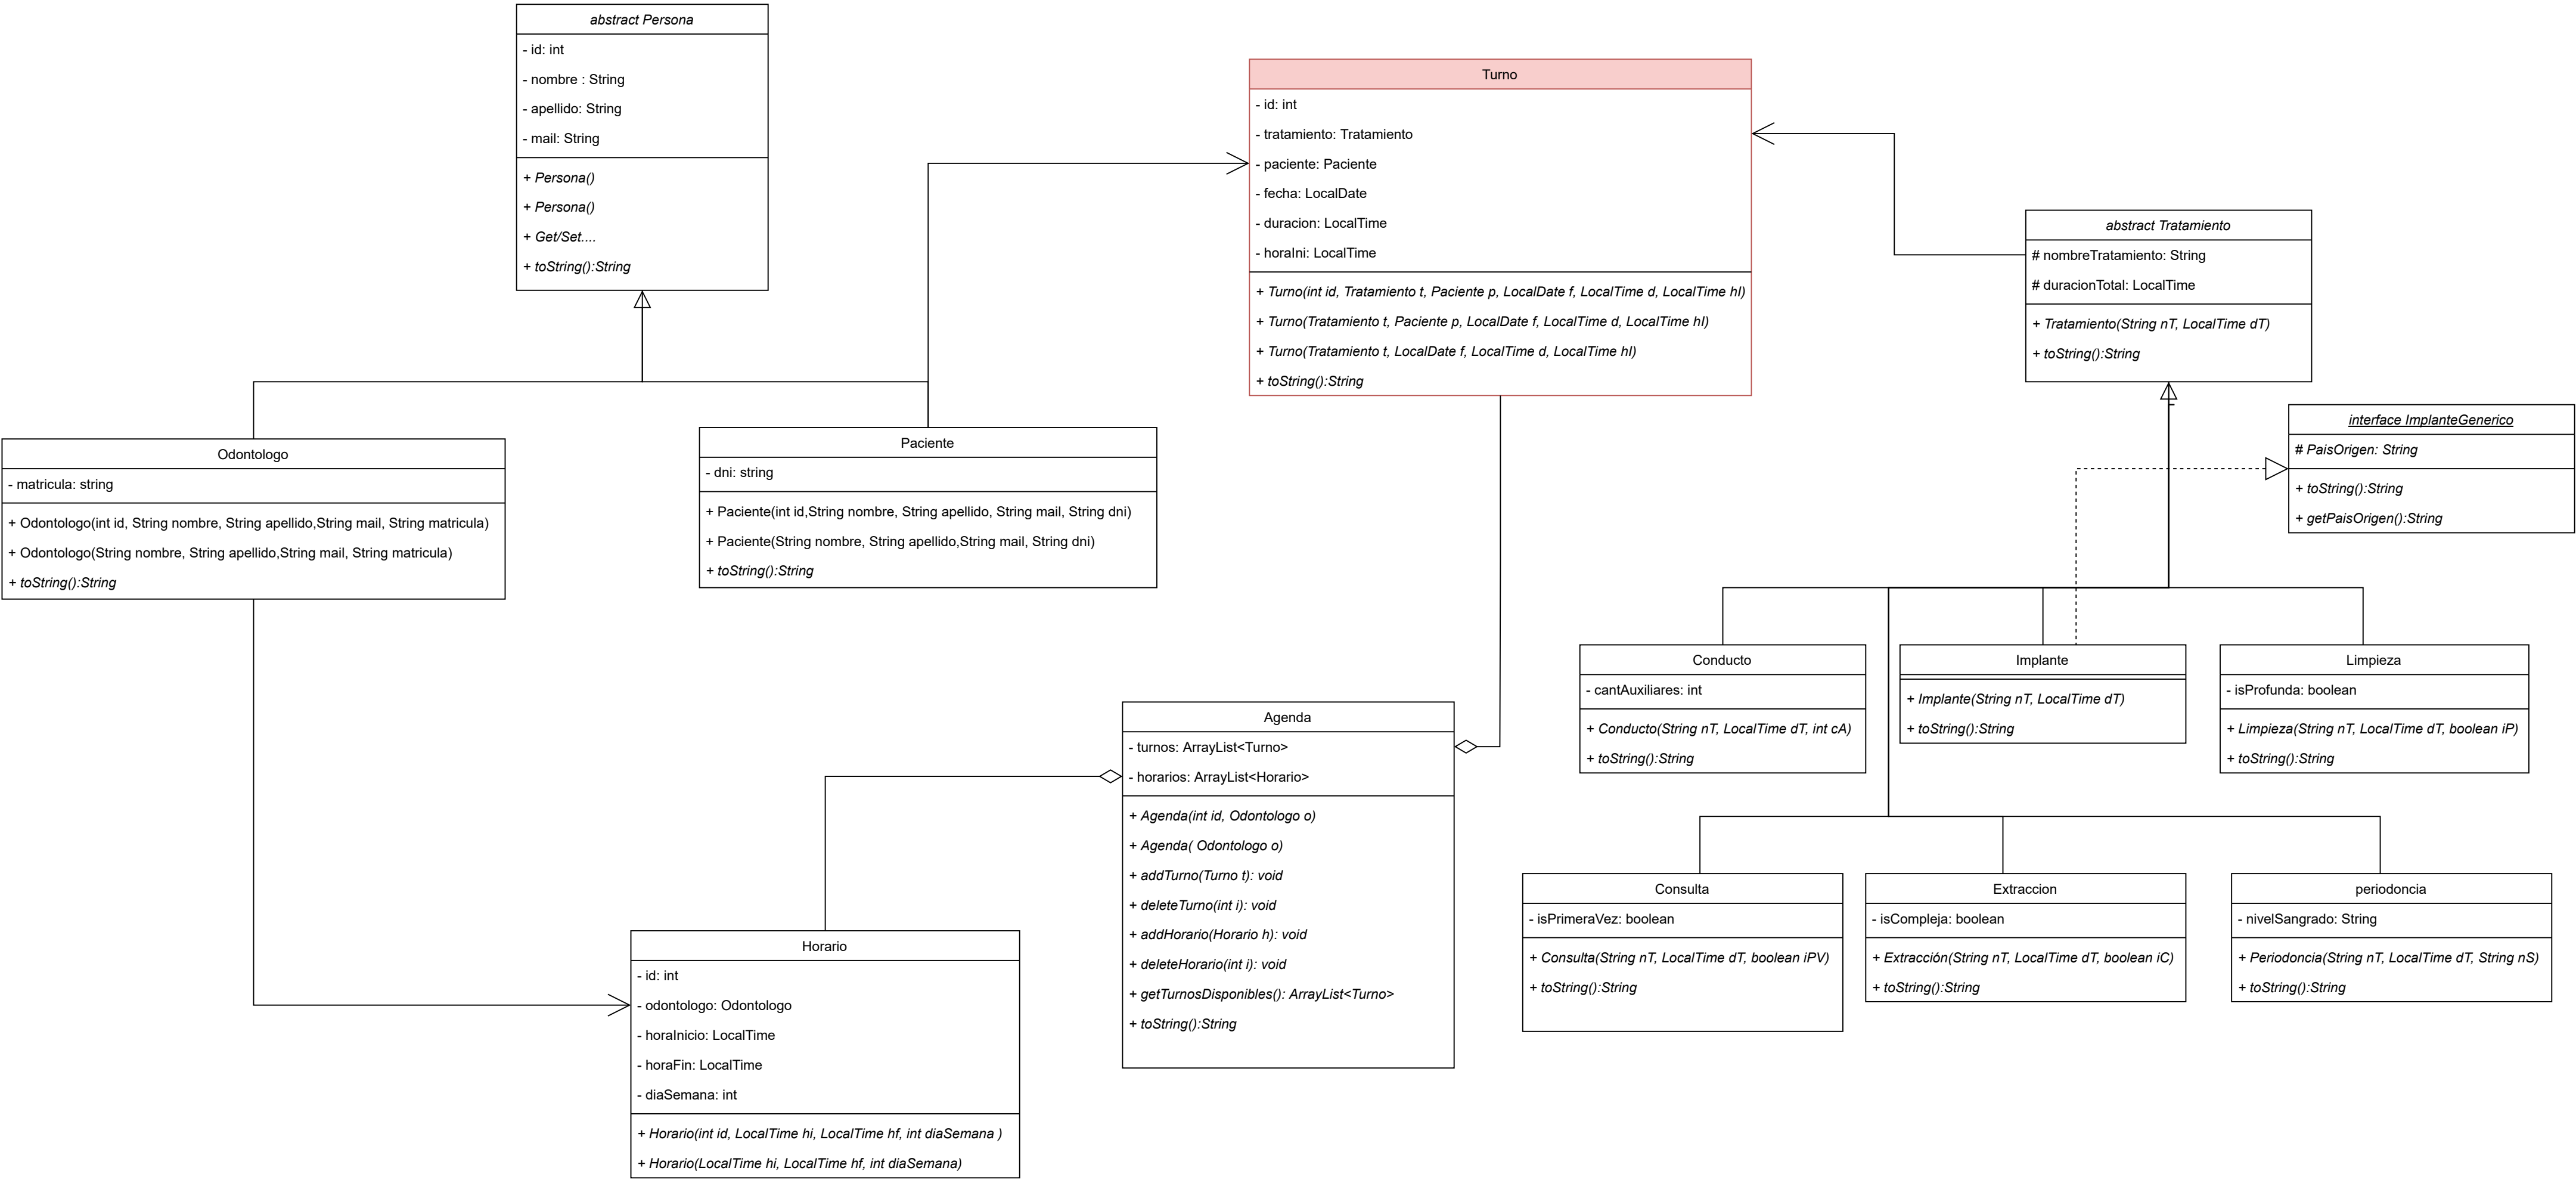 abstract Persona
- id: int
- nombre : String
- apellido: String
- mail: String
+ Persona()
+ Persona()
+ Get/Set....
+ toString():String
Turno
- id: int
- tratamiento: Tratamiento
- paciente: Paciente
- fecha: LocalDate
- duracion: LocalTime
- horaIni: LocalTime
+ Turno(int id, Tratamiento t, Paciente p, LocalDate f, LocalTime d, LocalTime hI)
+ Turno(Tratamiento t, Paciente p, LocalDate f, LocalTime d, LocalTime hI)
+ Turno(Tratamiento t, LocalDate f, LocalTime d, LocalTime hI)
+ toString():String
abstract Tratamiento
# nombreTratamiento: String
# duracionTotal: LocalTime
+ Tratamiento(String nT, LocalTime dT)
+ toString():String
interface ImplanteGenerico
# PaisOrigen: String
+ toString():String
+ getPaisOrigen():String
Odontologo
- matricula: string
+ Odontologo(int id, String nombre, String apellido,String mail, String matricula)
+ Odontologo(String nombre, String apellido,String mail, String matricula)
+ toString():String
Paciente
- dni: string
+ Paciente(int id,String nombre, String apellido, String mail, String dni)
+ Paciente(String nombre, String apellido,String mail, String dni)
+ toString():String
Conducto
- cantAuxiliares: int
+ Conducto(String nT, LocalTime dT, int cA)
+ toString():String
Implante
+ Implante(String nT, LocalTime dT)
+ toString():String
Limpieza
- isProfunda: boolean
+ Limpieza(String nT, LocalTime dT, boolean iP)
+ toString():String
Agenda
- turnos: ArrayList<Turno>
- horarios: ArrayList<Horario>
+ Agenda(int id, Odontologo o)
+ Agenda( Odontologo o)
+ addTurno(Turno t): void
+ deleteTurno(int i): void
+ addHorario(Horario h): void
+ deleteHorario(int i): void
+ getTurnosDisponibles(): ArrayList<Turno>
+ toString():String
Consulta
- isPrimeraVez: boolean
+ Consulta(String nT, LocalTime dT, boolean iPV)
+ toString():String
Extraccion
- isCompleja: boolean
+ Extracción(String nT, LocalTime dT, boolean iC)
+ toString():String
periodoncia
- nivelSangrado: String
+ Periodoncia(String nT, LocalTime dT, String nS)
+ toString():String
Horario
- id: int
- odontologo: Odontologo
- horaInicio: LocalTime
- horaFin: LocalTime
- diaSemana: int
+ Horario(int id, LocalTime hi, LocalTime hf, int diaSemana )
+ Horario(LocalTime hi, LocalTime hf, int diaSemana)